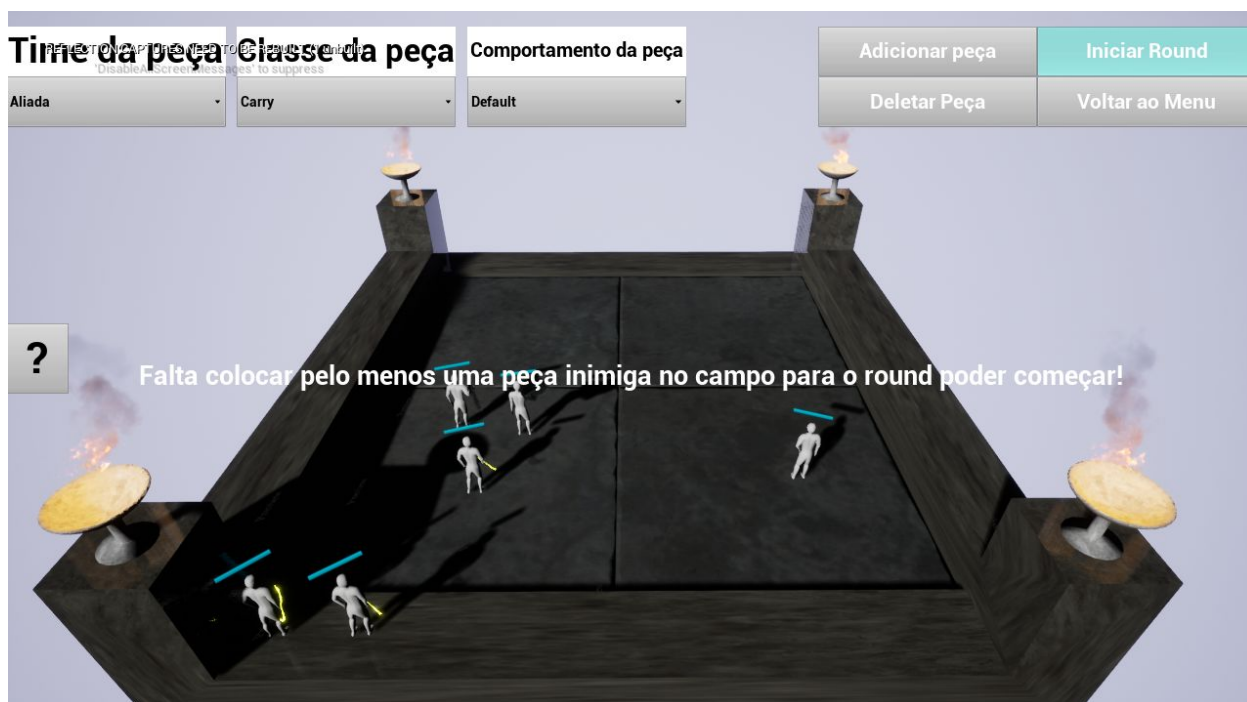 Time da peça
Classe da peça
Comportamento da peça
REFLECTION CAPTURES NEED TO BE REBUILT (1 unbuilt)
'DisableAllScreenMessages' to suppress
Aliada
Carry
Default
Adicionar peça
Iniciar Round
Deletar Peça
Voltar ao Menu
?
Falta colocar pelo menos uma peça inimiga no campo para o round poder começar!